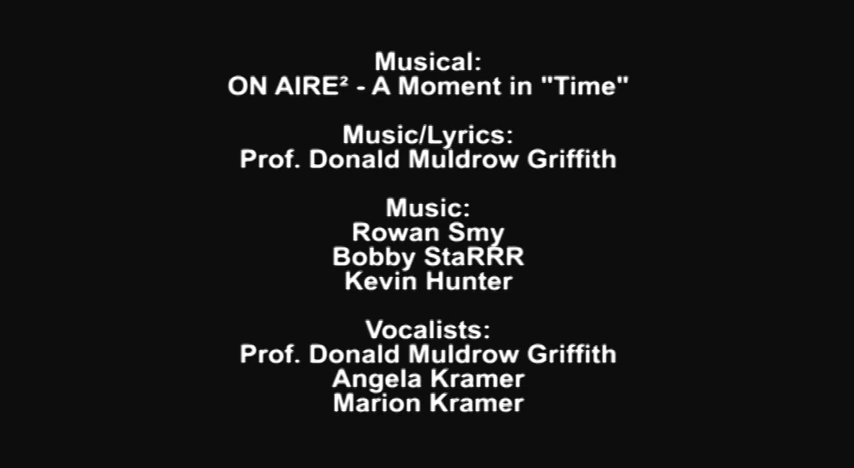 Musical:
ON AIRE² - A Moment in "Time"
Music/Lyrics:
Prof. Donald Muldrow Griffith
Music:
Rowan Smy
Bobby StaRRR
Kevin Hunter
Vocalists:
Prof. Donald Muldrow Griffith
Angela Kramer
Marion Kramer